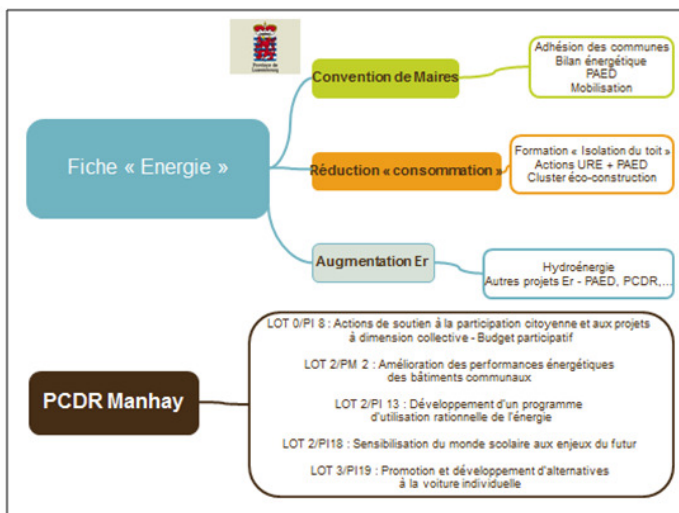 Province de
Luxembourg
Fiche « Energie »
Convention de Maires
Adhésion des communes
Bilan énergétique
PAED
Mobilisation
Réduction « consommation »
Formation « Isolation du toit »
Actions URE + PAED
Cluster éco-construction
Augmentation Er
Hydroénergie
Autres projets Er - PAED, PCDR,...
PCDR Manhay
LOT 0/PI 8 : Actions de soutien à la participation citoyenne et aux projets
à dimension collective - Budget participatif
LOT 2/PM 2 : Amélioration des performances énergétiques
des bâtiments communaux
LOT 2/PI 13 : Développement d'un programme
d'utilisation rationnelle de l'énergie
LOT 2/PI18 : Sensibilisation du monde scolaire aux enjeux du futur
LOT 3/PI19 : Promotion et développement d'alternatives
à la voiture individuelle